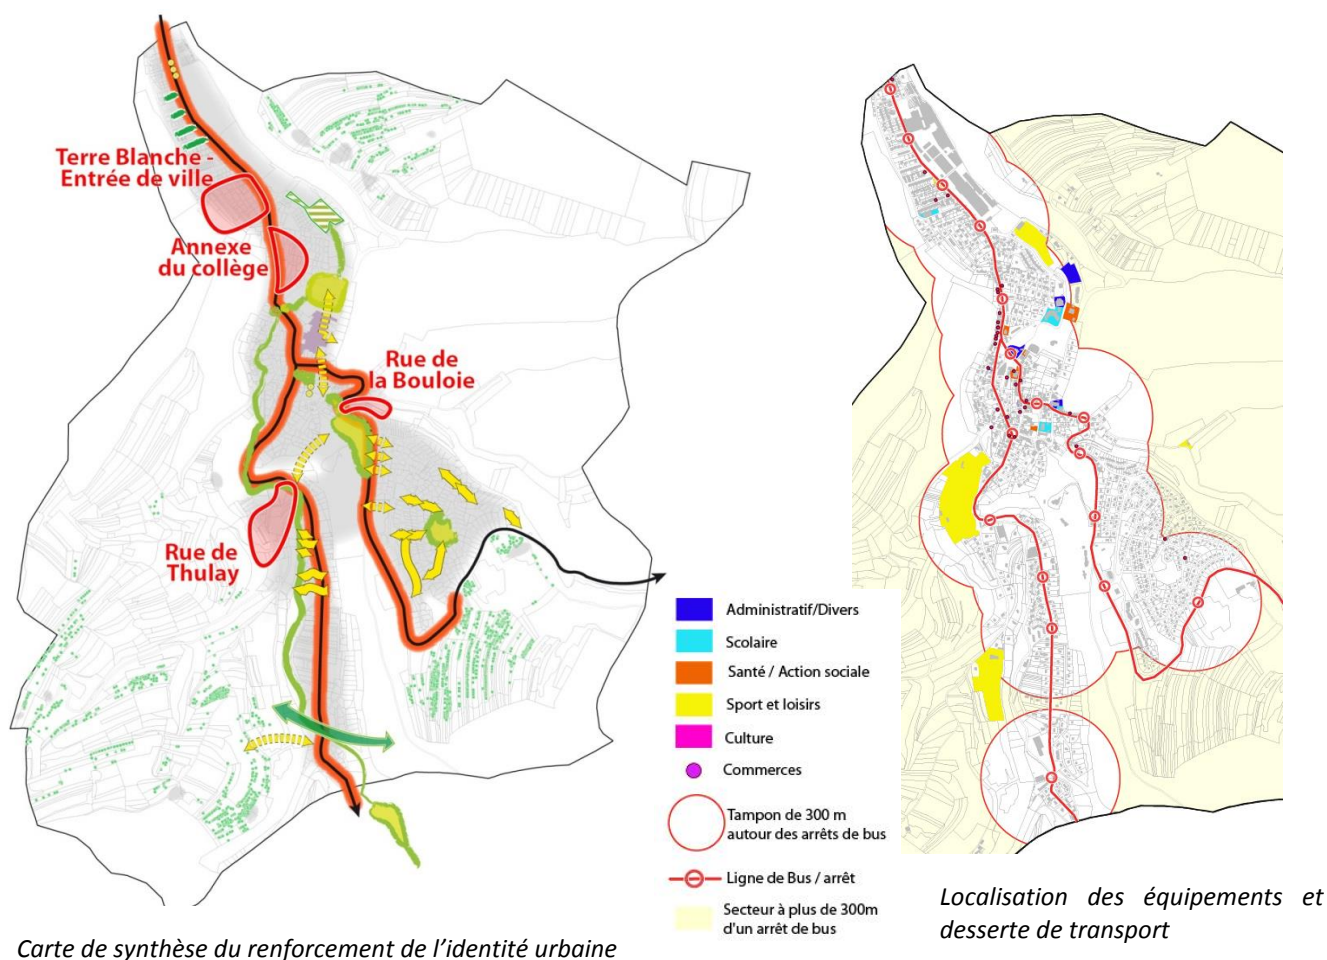 Terre Blanche -
Entrée de ville
Annexe
du collège
Rue de
la Bouloie
Rue de
Thulay
Administratif/Divers
Scolaire
Santé / Action sociale
Sport et loisirs
Culture
Commerces
Tampon de 300 m
autour des arrêts de bus
Ligne de Bus / arrêt
Secteur à plus de 300m
d'un arrêt de bus
Localisation des équipements et
desserte de transport
Carte de synthèse du renforcement de l’identité urbaine